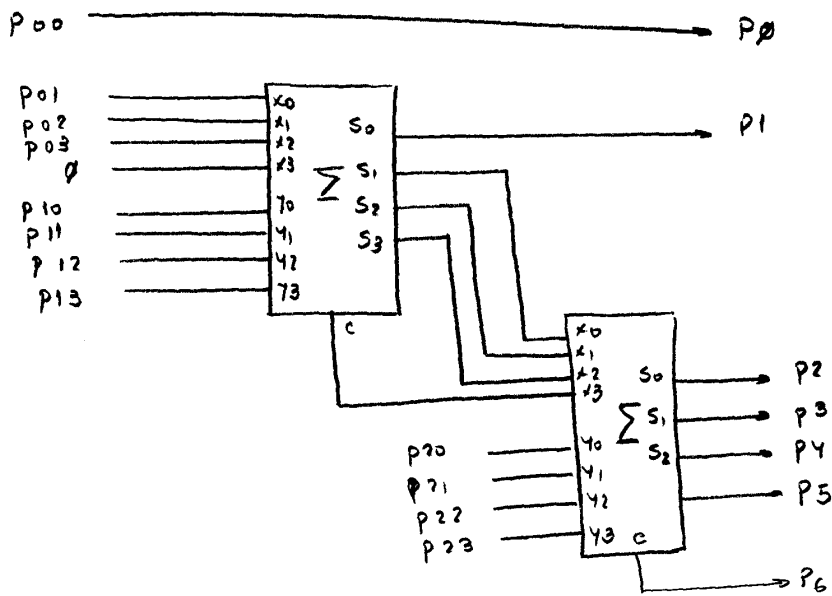 P00 PØ
P01 x0
P02 x1
P03 x2
Ø x3
P10 y0
P11 y1
P12 y2
P13 y3
Σ
S0 P1
S1
S2
S3
C
x0
x1
x2
x3
P20 y0
P21 y1
P22 y2
P23 y3
Σ
S0 P2
S1 P3
S2 P4
P5
C
P6